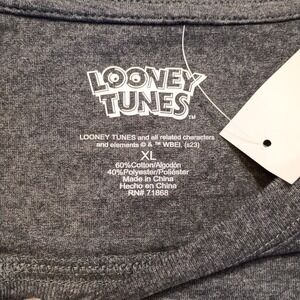 LOONEY
TUNES™
LOONEY TUNES and all related characters
and elements © & ™ WBEI. (s23)
XL
60%Cotton/Algodón
40%Polyester/Poliéster
Made in China
Hecho en China
RN# 71868